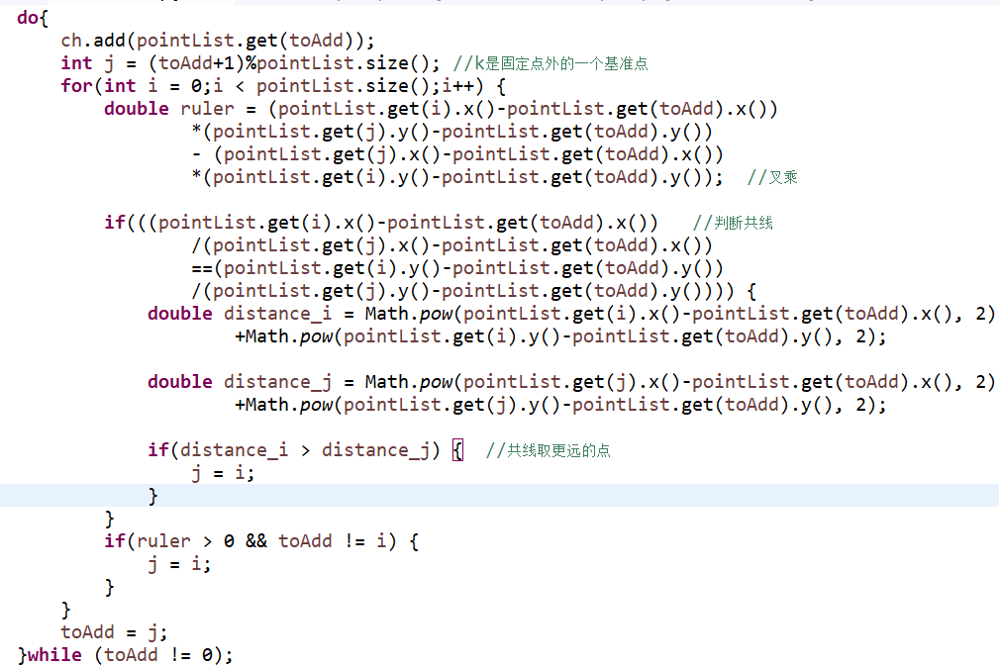 do{
ch.add(pointList.get(toAdd));
int j = (toAdd+1)%pointList.size(); //k是固定点外的一个基准点
for(int i = 0;i < pointList.size();i++) {
double ruler = (pointList.get(i).x()-pointList.get(toAdd).x())
*(pointList.get(j).y()-pointList.get(toAdd).y())
- (pointList.get(j).x()-pointList.get(toAdd).x())
*(pointList.get(i).y()-pointList.get(toAdd).y()); //叉乘
if(((pointList.get(i).x()-pointList.get(toAdd).x()) //判断共线
/(pointList.get(j).x()-pointList.get(toAdd).x())
==(pointList.get(i).y()-pointList.get(toAdd).y())
/(pointList.get(j).y()-pointList.get(toAdd).y()))) {
double distance_i = Math.pow(pointList.get(i).x()-pointList.get(toAdd).x(), 2)
+Math.pow(pointList.get(i).y()-pointList.get(toAdd).y(), 2);
double distance_j = Math.pow(pointList.get(j).x()-pointList.get(toAdd).x(), 2)
+Math.pow(pointList.get(j).y()-pointList.get(toAdd).y(), 2);
if(distance_i > distance_j) { //共线取更远的点
j = i;
}
}
if(ruler > 0 && toAdd != i) {
j = i;
}
}
toAdd = j;
}while (toAdd != 0);